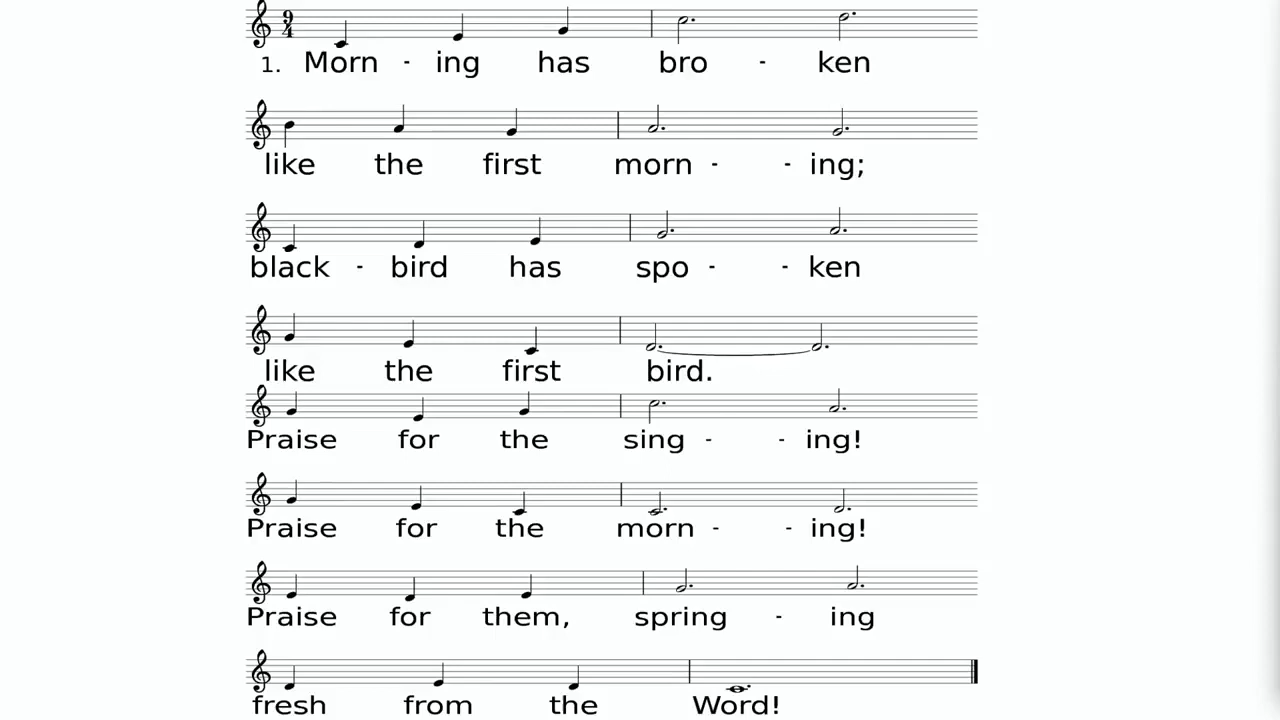 9
4
1. Morn - ing has bro - ken
like the first morn - - ing;
black - bird has spo - - ken
like the first bird.
Praise for the sing - - ing!
Praise for the morn - - ing!
Praise for them, spring - ing
fresh from the Word!